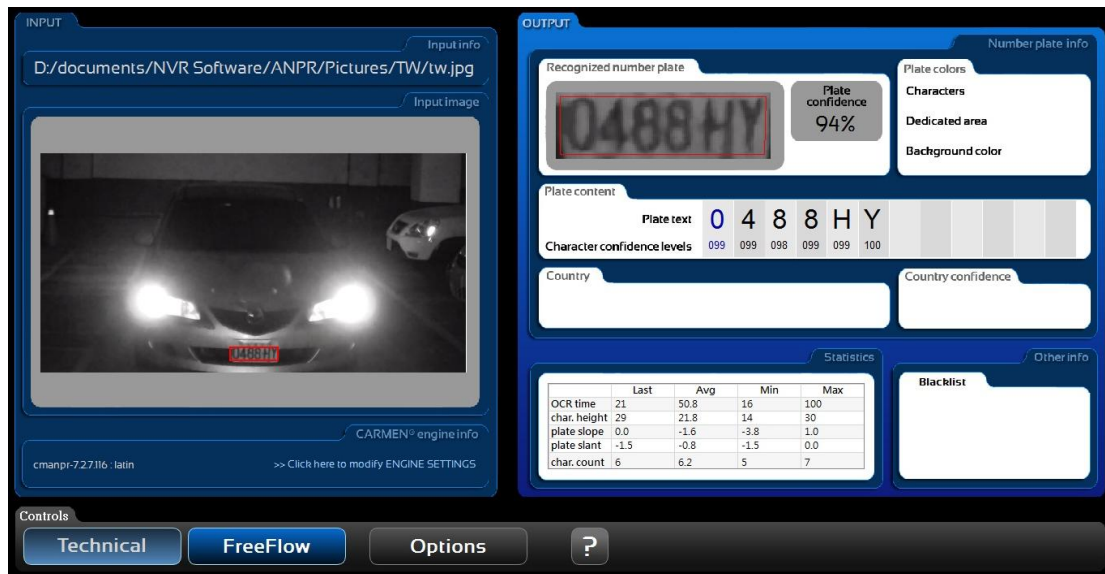 INPUT
Input info
D:/documents/NVR Software/ANPR/Pictures/TW/tw.jpg
Input image
0488HY
CARMEN® engine info
cmanpr-7.2.7.116 : latin
>> Click here to modify ENGINE SETTINGS
OUTPUT
Number plate info
Recognized number plate
0488HY
Plate confidence
94%
Plate colors
Characters
Dedicated area
Background color
Plate content
Plate text 0 4 8 8 H Y
Character confidence levels 099 099 098 099 099 100
Country
Country confidence
Statistics
Last Avg Min Max
OCR time 21 50.8 16 100
char. height 29 21.8 14 30
plate slope 0.0 -1.6 -3.8 1.0
plate slant -1.5 -0.8 -1.5 0.0
char. count 6 6.2 5 7
Other info
Blacklist
Controls
Technical
FreeFlow
Options
?